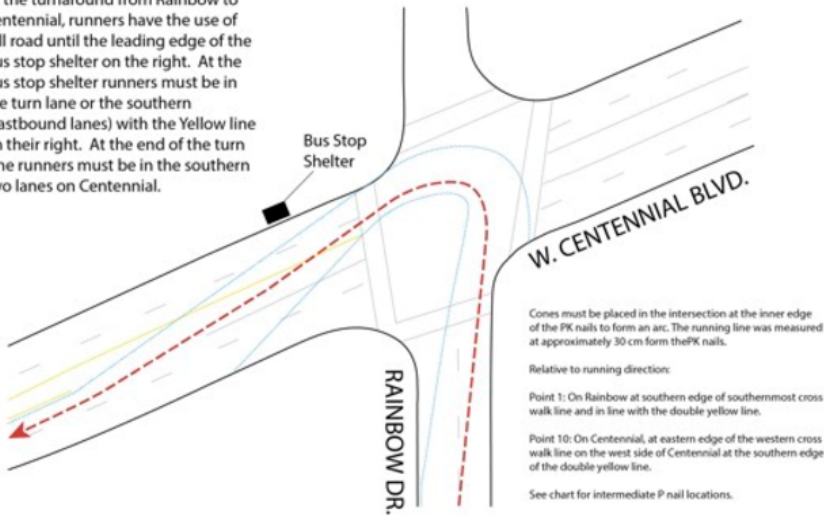 the turnaround from Rainbow to
entennial, runners have the use of
ll road until the leading edge of the
us stop shelter on the right. At the
us stop shelter runners must be in
e turn lane or the southern
astbound lanes) with the Yellow line
n their right. At the end of the turn
ne runners must be in the southern
wo lanes on Centennial.
Bus Stop
Shelter
W. CENTENNIAL BLVD.
RAINBOW DR.
Cones must be placed in the intersection at the inner edge
of the PK nails to form an arc. The running line was measured
at approximately 30 cm form thePK nails.
Relative to running direction:
Point 1: On Rainbow at southern edge of southernmost cross
walk line and in line with the double yellow line.
Point 10: On Centennial, at eastern edge of the western cross
walk line on the west side of Centennial at the southern edge
of the double yellow line.
See chart for intermediate P nail locations.